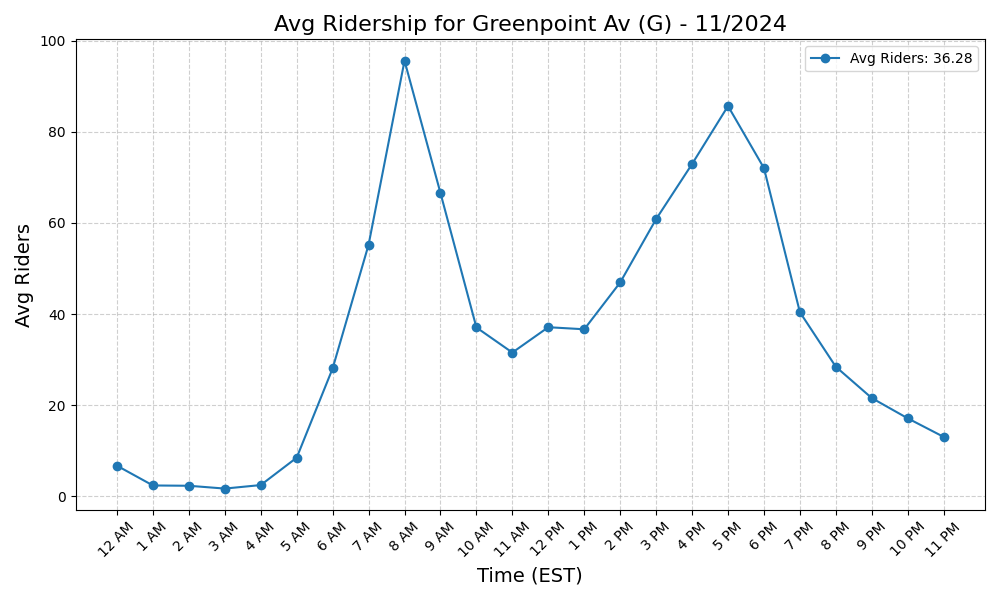 Avg Ridership for Greenpoint Av (G) - 11/2024
Avg Riders: 36.28
Avg Riders
100
80
60
40
20
0
12 AM
1 AM
2 AM
3 AM
4 AM
5 AM
6 AM
7 AM
8 AM
9 AM
10 AM
11 AM
12 PM
1 PM
2 PM
3 PM
4 PM
5 PM
6 PM
7 PM
8 PM
9 PM
10 PM
11 PM
Time (EST)